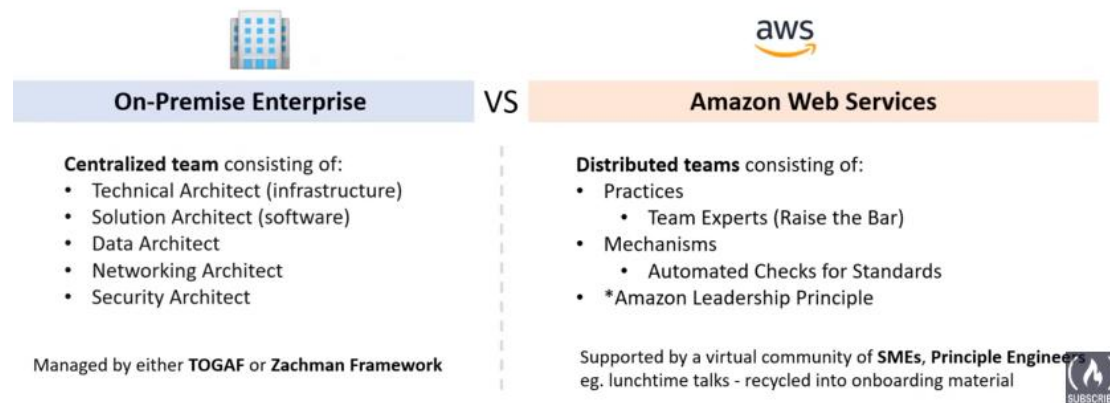 aws
On-Premise Enterprise
VS
Amazon Web Services
Centralized team consisting of:
• Technical Architect (infrastructure)
• Solution Architect (software)
• Data Architect
• Networking Architect
• Security Architect
Managed by either TOGAF or Zachman Framework
Distributed teams consisting of:
• Practices
• Team Experts (Raise the Bar)
• Mechanisms
• Automated Checks for Standards
• *Amazon Leadership Principle
Supported by a virtual community of SMEs, Principle Engineers
eg. lunchtime talks - recycled into onboarding material
SUBSCRIBE